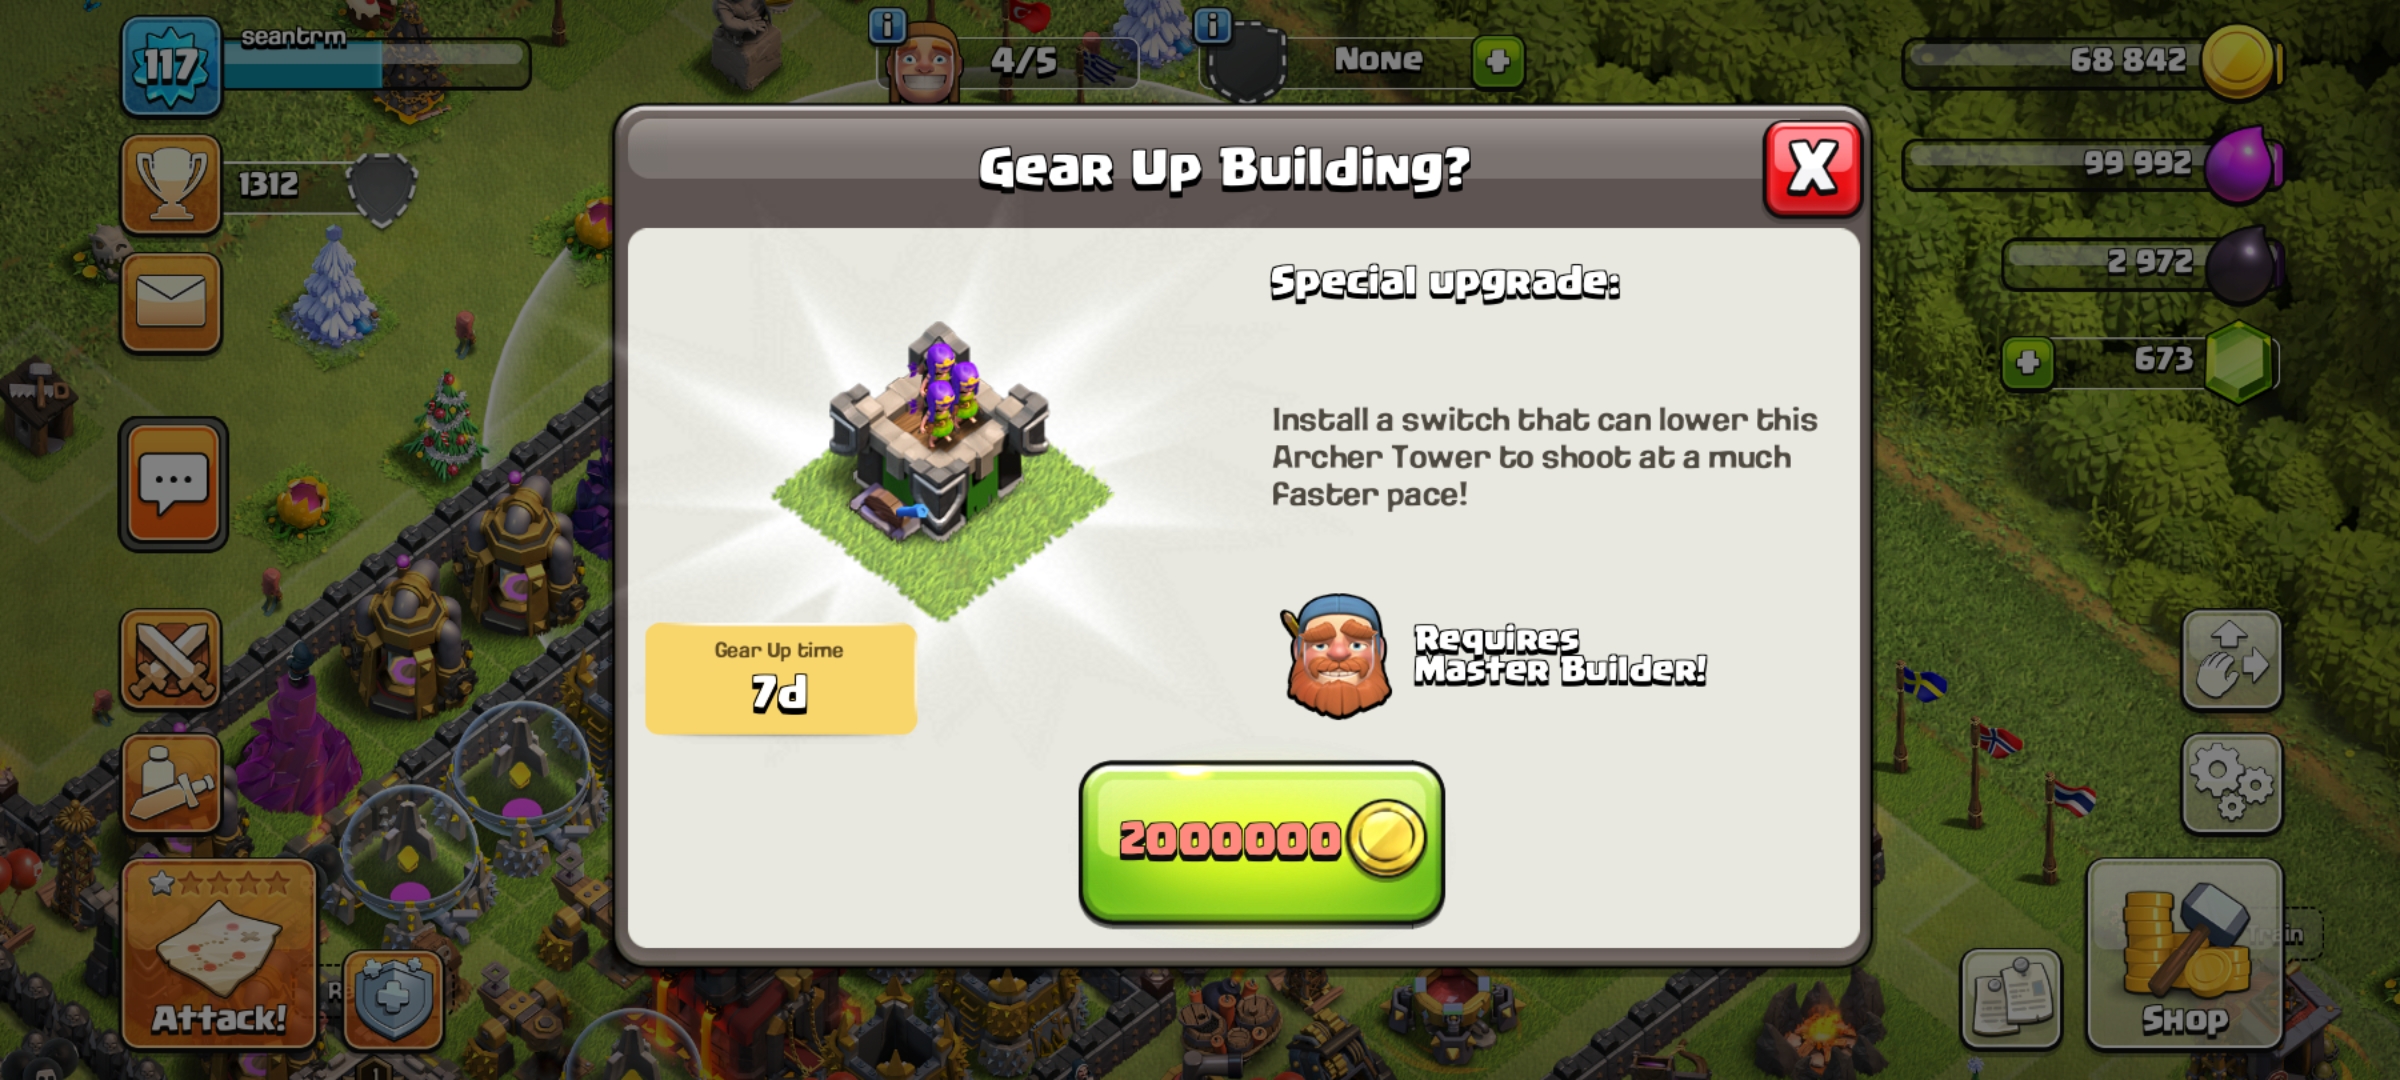 117
seantrm
4/5
None
68 842
1312
99 992
2 972
673
Gear Up Building?
X
Special upgrade:
Install a switch that can lower this
Archer Tower to shoot at a much
faster pace!
Gear Up time
7d
Requires
Master Builder!
2000000
Attack!
Shop